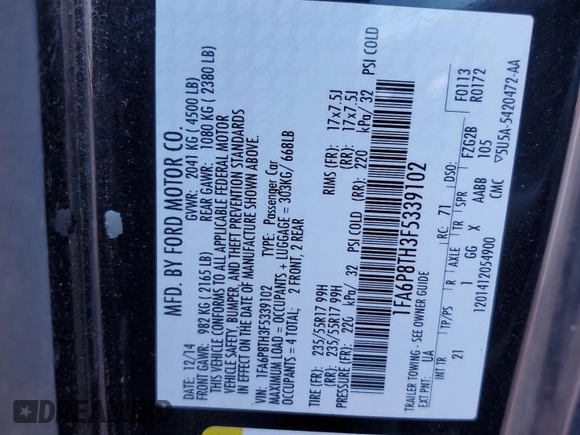 MFD. BY FORD MOTOR CO.
DATE: 12/14 GVWR: 2041 KG ( 4500 LB)
FRONT GAWR: 982 KG ( 2165 LB) REAR GAWR: 1080 KG ( 2380 LB)
THIS VEHICLE CONFORMS TO ALL APPLICABLE FEDERAL MOTOR
VEHICLE SAFETY, BUMPER, AND THEFT PREVENTION STANDARDS
IN EFFECT ON THE DATE OF MANUFACTURE SHOWN ABOVE.
VIN: 1FA6P8TH3F5339102 TYPE: Passenger Car
MAXIMUM LOAD = OCCUPANTS + LUGGAGE = 303KG/ 668LB
OCCUPANTS = 4 TOTAL; 2 FRONT, 2 REAR
TIRE (FR): 235/55R17 99H RIMS (FR): 17x7.5J
(RR): 235/55R17 99H (RR): 17x7.5J
PRESSURE (FR): 220 kPa/ 32 PSI COLD (RR): 220 kPa/ 32 PSI COLD
1FA6P8TH3F5339102
TRAILER TOWING - SEE OWNER GUIDE
F0113
R0172
EXT PNT: UA RC: 71 DSO:
INT TR TP/PS R AXLE TR SPR FZG2B
21 I GG X AABB 105
1201412054900 CMC 5U5A-5420472-AA